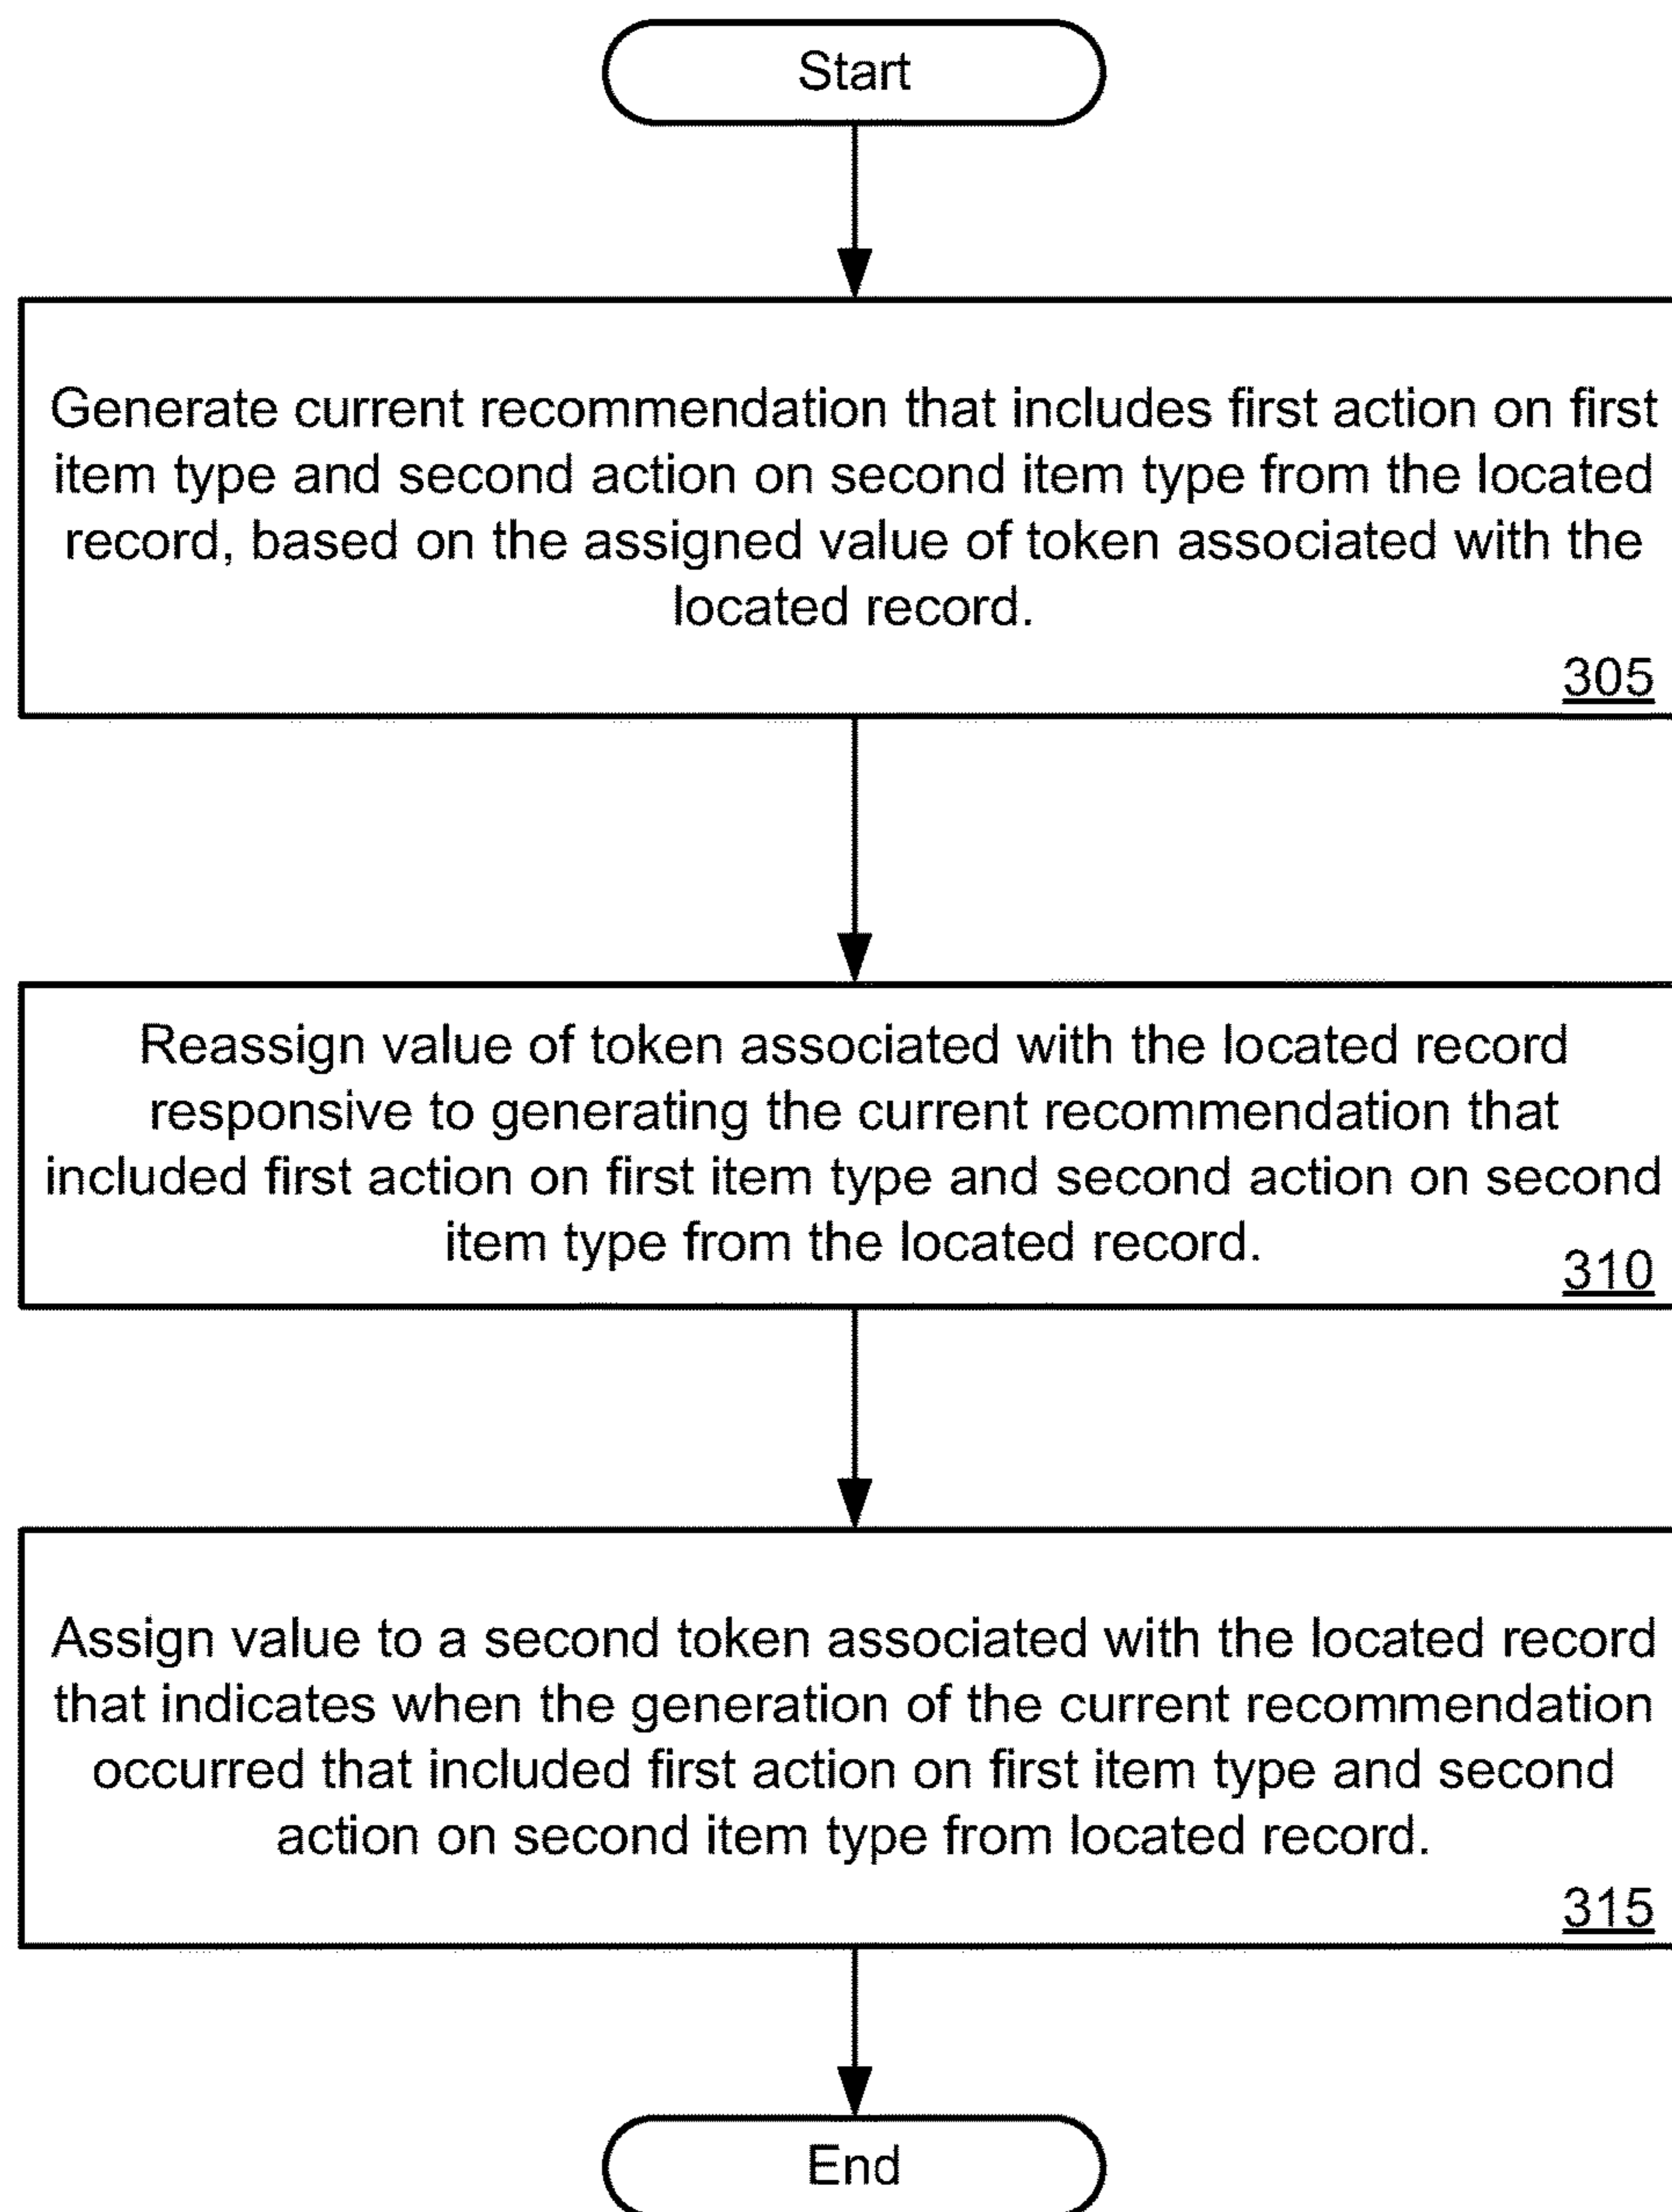 Start
Generate current recommendation that includes first action on first
item type and second action on second item type from the located
record, based on the assigned value of token associated with the
located record.
305
Reassign value of token associated with the located record
responsive to generating the current recommendation that
included first action on first item type and second action on second
item type from the located record.
310
Assign value to a second token associated with the located record
that indicates when the generation of the current recommendation
occurred that included first action on first item type and second
action on second item type from located record.
315
End